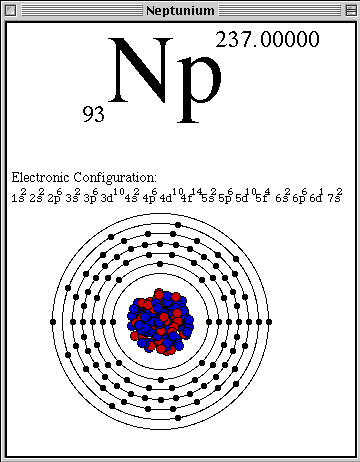 Neptunium
237.00000
Np
93
Electronic Configuration:
1s2 2s2 2p6 3s2 3p6 3d10 4s2 4p6 4d10 4f14 5s2 5p6 5d10 5f4 6s2 6p6 6d1 7s2